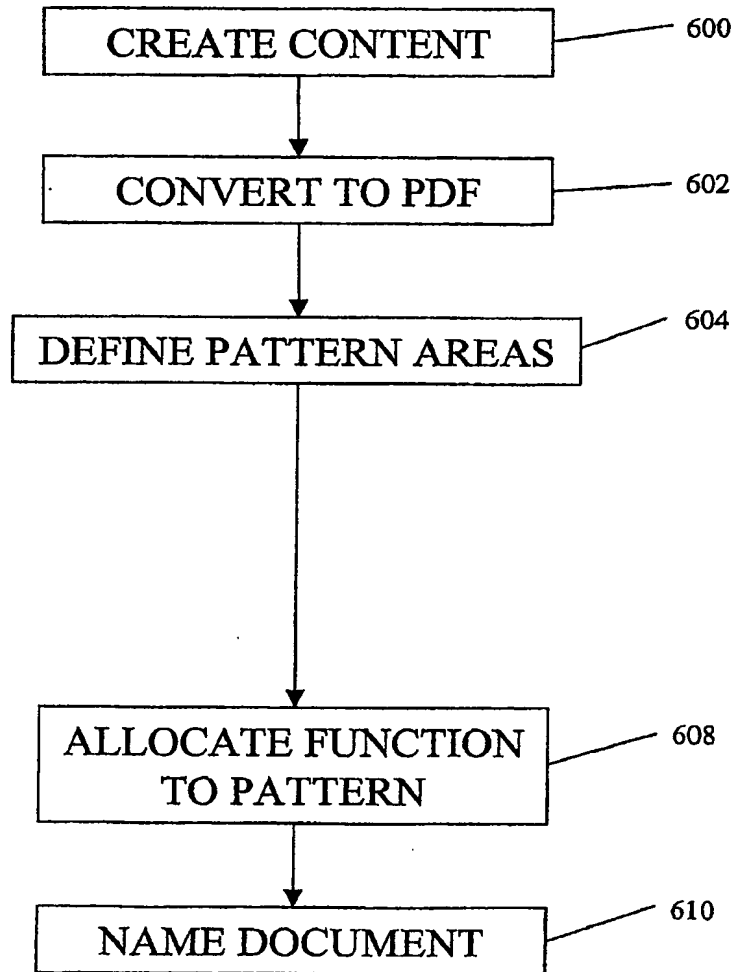 CREATE CONTENT
600
CONVERT TO PDF
602
DEFINE PATTERN AREAS
604
ALLOCATE FUNCTION
TO PATTERN
608
NAME DOCUMENT
610